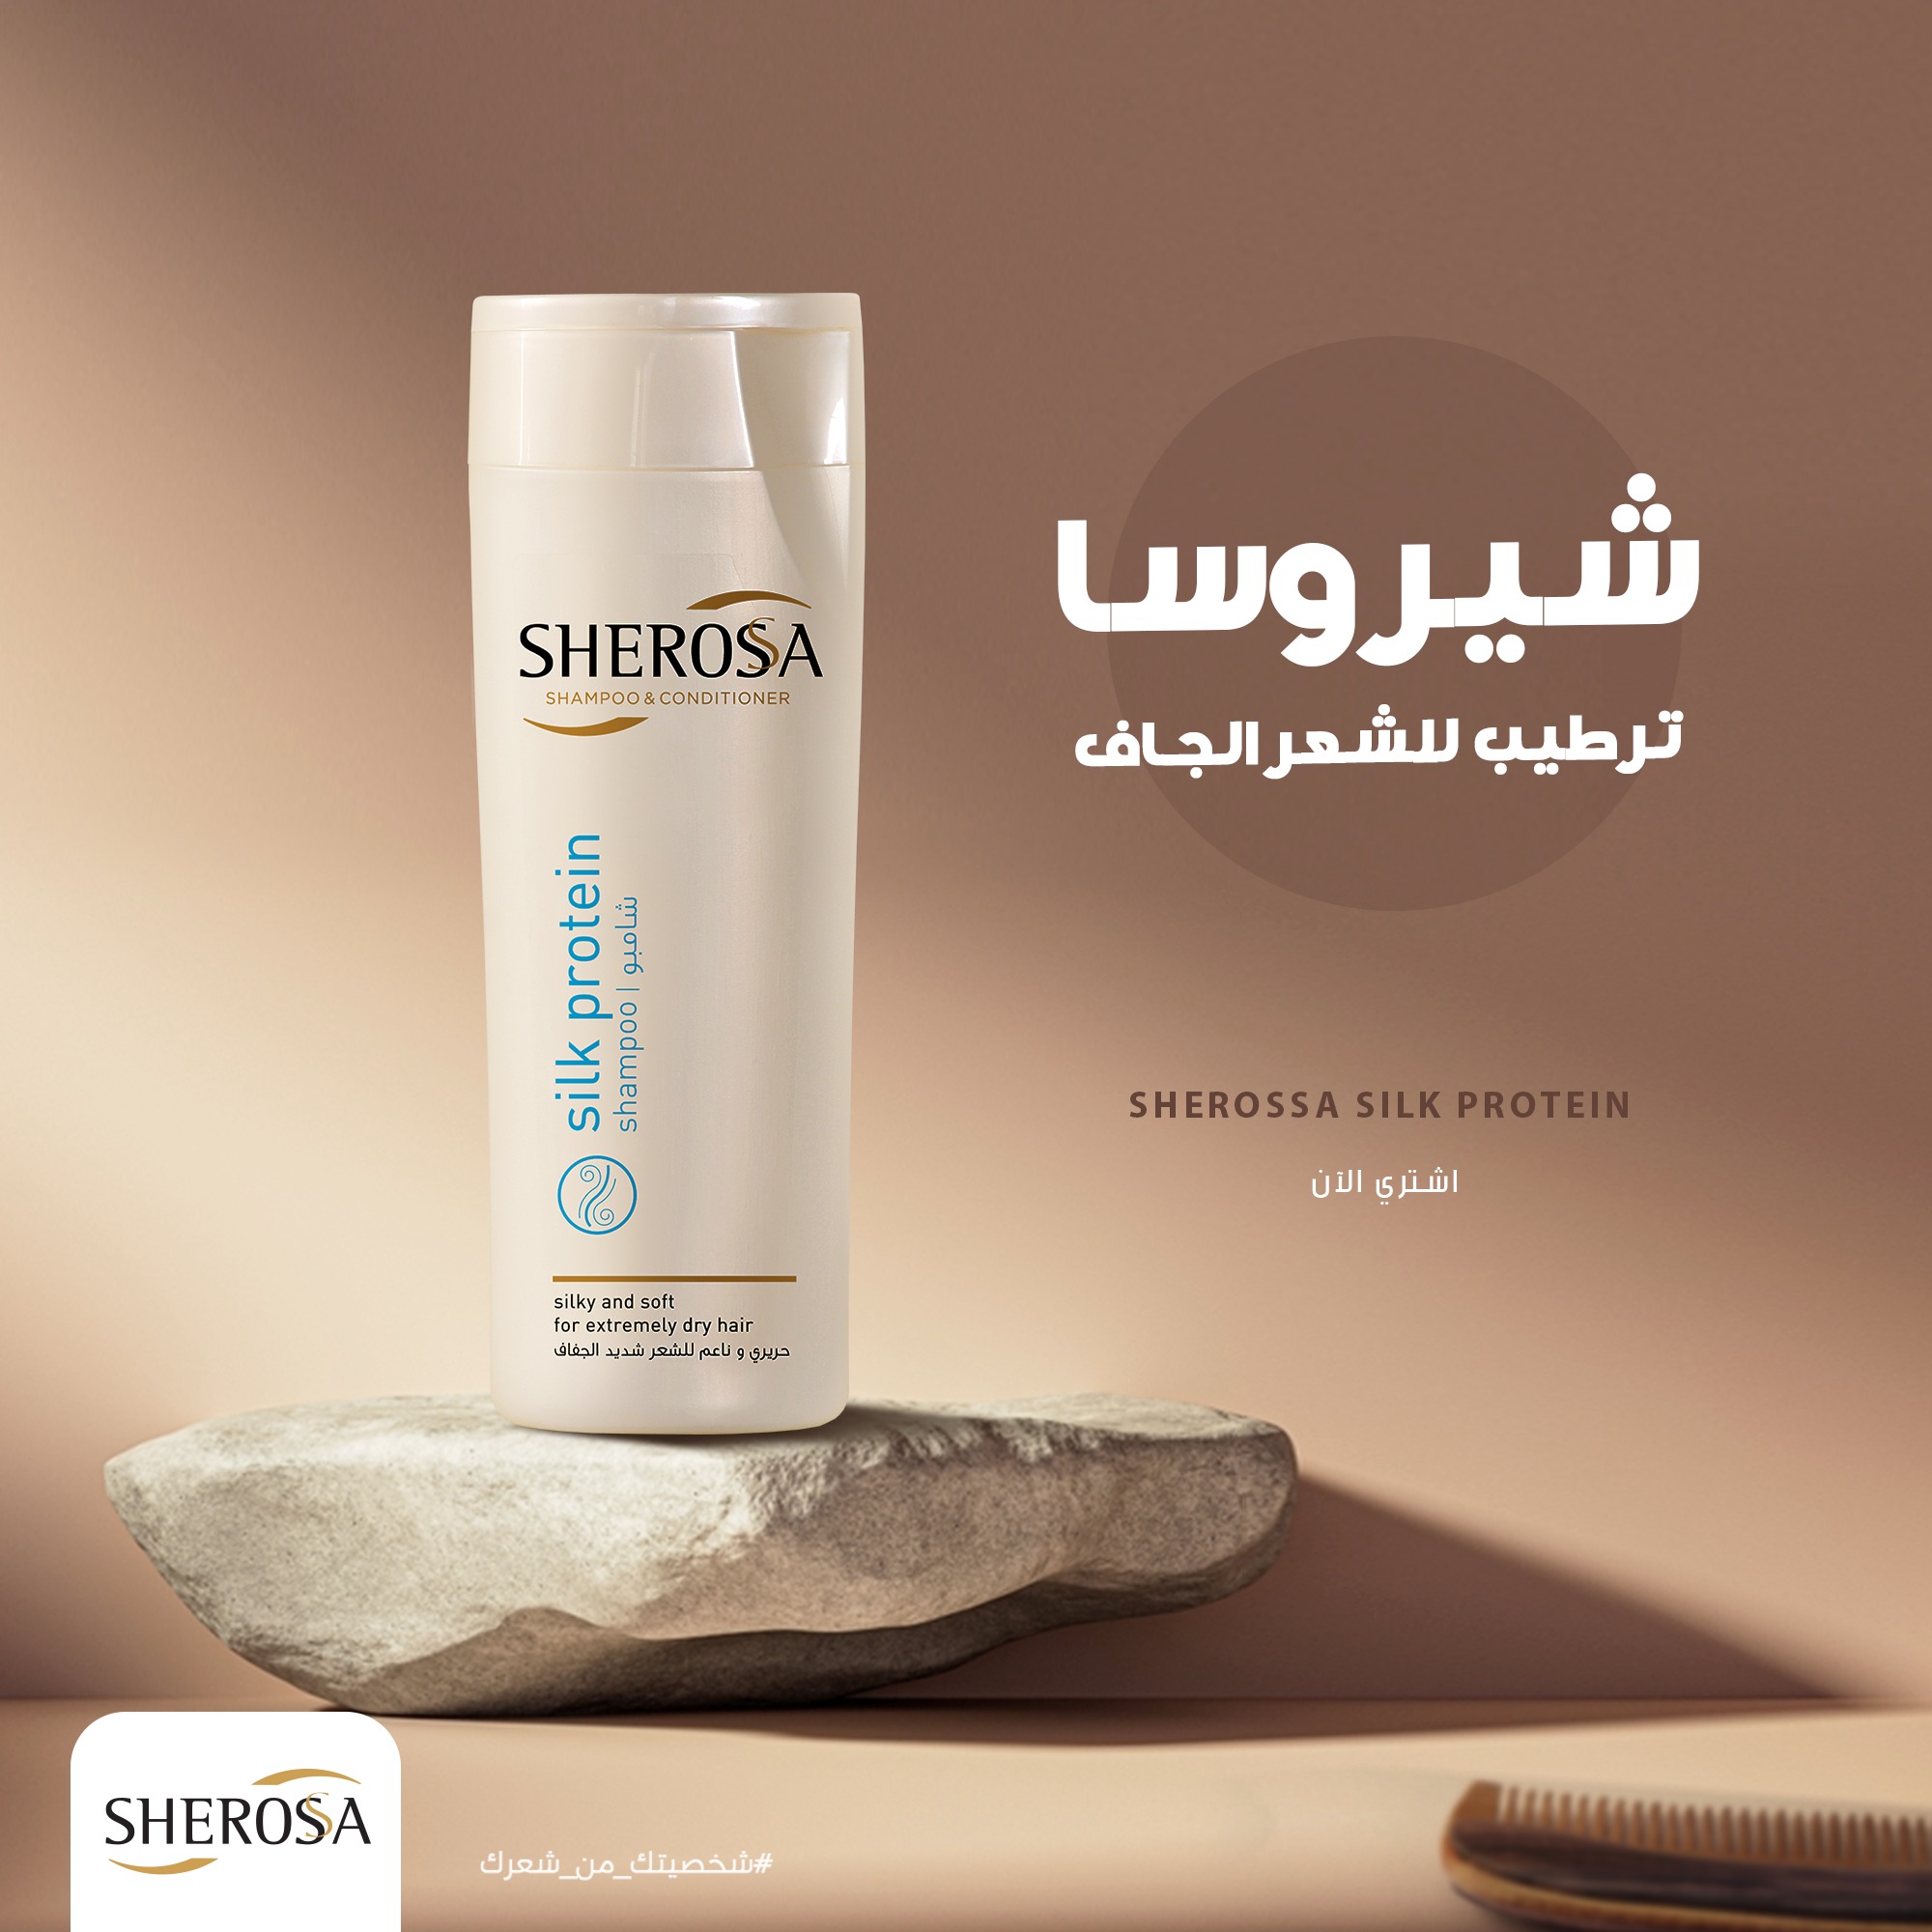 SHEROSSA
SHAMPOO & CONDITIONER
silk protein
shampoo | شامبو
silky and soft
for extremely dry hair
حريري و ناعم للشعر شديد الجفاف
شيروسا
ترطيب للشعر الجاف
SHEROSSA SILK PROTEIN
اشتري الآن
SHEROSSA
#شخصيتك_من_شعرك